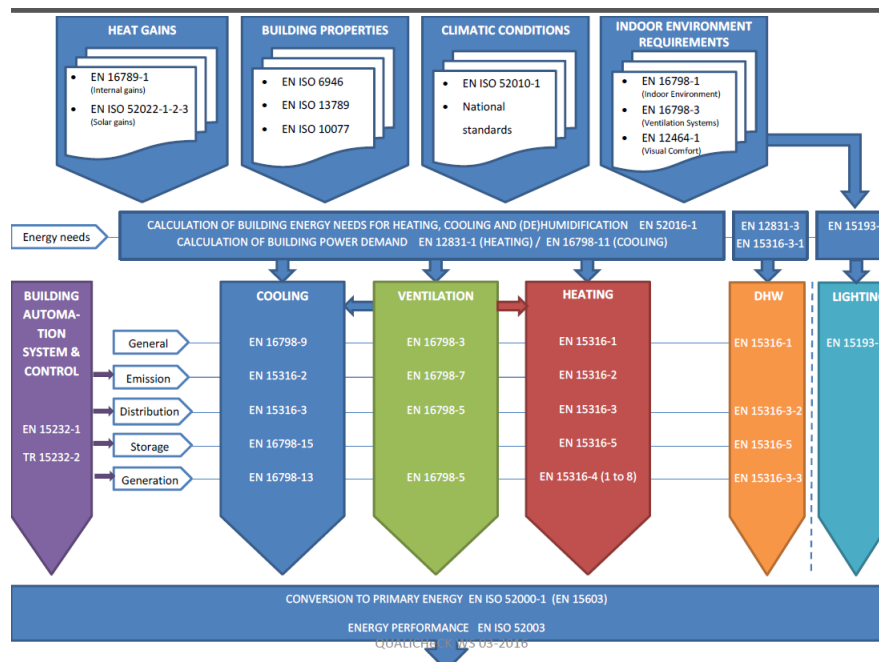 HEAT GAINS
EN 16789-1
(Internal gains)
EN ISO 52022-1-2-3
(Solar gains)
BUILDING PROPERTIES
EN ISO 6946
EN ISO 13789
EN ISO 10077
CLIMATIC CONDITIONS
EN ISO 52010-1
National
standards
INDOOR ENVIRONMENT
REQUIREMENTS
EN 16798-1
(Indoor Environment)
EN 16798-3
(Ventilation Systems)
EN 12464-1
(Visual Comfort)
Energy needs
CALCULATION OF BUILDING ENERGY NEEDS FOR HEATING, COOLING AND (DE)HUMIDIFICATION EN 52016-1
CALCULATION OF BUILDING POWER DEMAND EN 12831-1 (HEATING) / EN 16798-11 (COOLING)
EN 12831-3
EN 15316-3-1
EN 15193-
BUILDING
AUTOMA-
TION
SYSTEM &
CONTROL
EN 15232-1
TR 15232-2
General
Emission
Distribution
Storage
Generation
COOLING
EN 16798-9
EN 15316-2
EN 15316-3
EN 16798-15
EN 16798-13
VENTILATION
EN 16798-3
EN 16798-7
EN 16798-5
EN 16798-5
HEATING
EN 15316-1
EN 15316-2
EN 15316-3
EN 15316-5
EN 15316-4 (1 to 8)
DHW
EN 15316-1
EN 15316-3-2
EN 15316-5
EN 15316-3-3
LIGHTING
EN 15193-
CONVERSION TO PRIMARY ENERGY EN ISO 52000-1 (EN 15603)
ENERGY PERFORMANCE EN ISO 52003
QUALICHeCK WS 03-2016